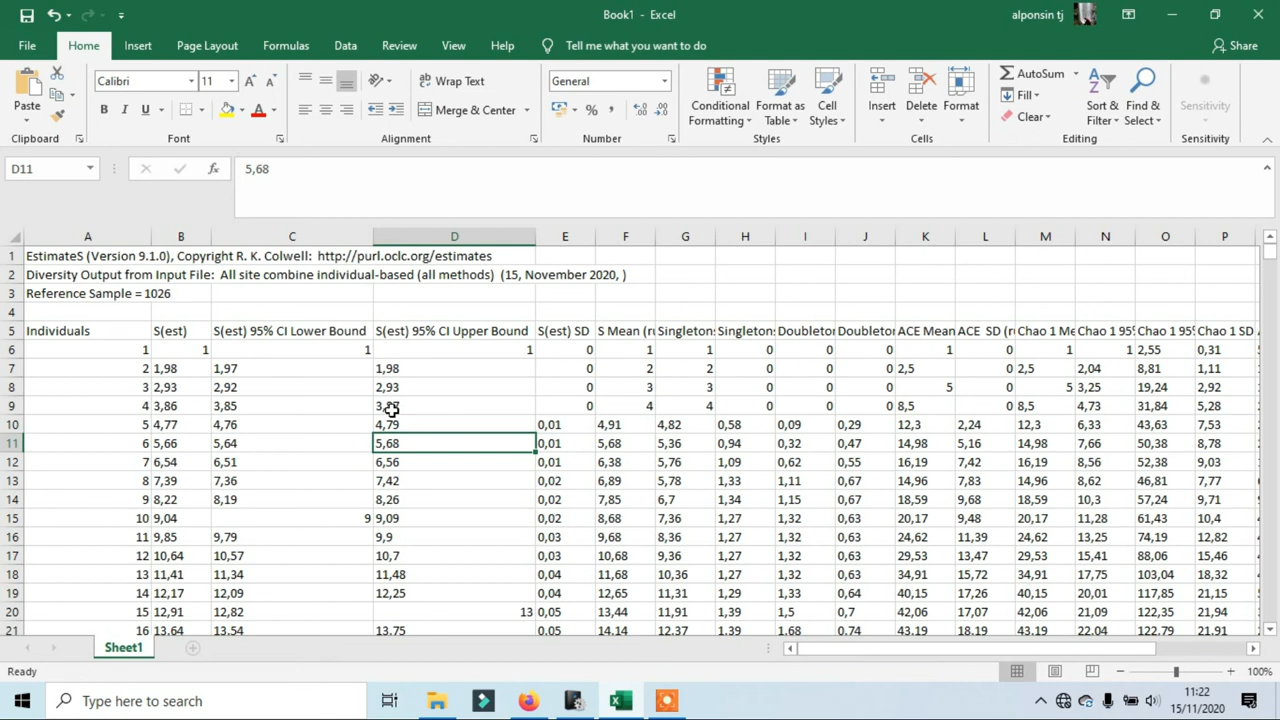 Book1 - Excel
alponsin tj
File Home Insert Page Layout Formulas Data Review View Help Tell me what you want to do Share
Calibri 11 Wrap Text General AutoSum
Paste Merge & Center Conditional Formatting Format as Table Cell Styles Insert Delete Format Fill Clear Sort & Filter Find & Select Sensitivity
B I U
Clipboard Font Alignment Number Styles Cells Editing Sensitivity
D11 fx 5,68
A B C D E F G H I J K L M N O P
1 EstimateS (Version 9.1.0), Copyright R. K. Colwell: http://purl.oclc.org/estimates
2 Diversity Output from Input File: All site combine individual-based (all methods) (15, November 2020, )
3 Reference Sample = 1026
4
5 Individuals S(est) S(est) 95% CI Lower Bound S(est) 95% CI Upper Bound S(est) SD S Mean (ru Singletons Singletons Doubleton Doubleton ACE Mean ACE SD (ru Chao 1 Me Chao 1 95% Chao 1 95% Chao 1 SD
6 1 1 1 1 0 1 1 0 0 0 1 0 1 1 2,55 0,31
7 2 1,98 1,97 1,98 0 2 2 0 0 0 2,5 0 2,5 2,04 8,81 1,11
8 3 2,93 2,92 2,93 0 3 3 0 0 0 5 0 5 3,25 19,24 2,92
9 4 3,86 3,85 0 4 4 0 0 0 8,5 0 8,5 4,73 31,84 5,28
10 5 4,77 4,76 4,79 0,01 4,91 4,82 0,58 0,09 0,29 12,3 2,24 12,3 6,33 43,63 7,53
11 6 5,66 5,64 5,68 0,01 5,68 5,36 0,94 0,32 0,47 14,98 5,16 14,98 7,66 50,38 8,78
12 7 6,54 6,51 6,56 0,01 6,38 5,76 1,09 0,62 0,55 16,19 7,42 16,19 8,56 52,38 9,03
13 8 7,39 7,36 7,42 0,02 6,89 5,78 1,33 1,11 0,63 14,96 7,83 14,96 8,62 46,81 7,77
14 9 8,22 8,19 8,26 0,02 7,85 6,7 1,34 1,15 0,67 18,59 9,68 18,59 10,3 57,24 9,71
15 10 9,04 9 9,09 0,02 8,68 7,36 1,27 1,32 0,63 20,17 9,48 20,17 11,28 61,43 10,4
16 11 9,85 9,79 9,9 0,03 9,68 8,36 1,27 1,32 0,63 24,62 11,39 24,62 13,25 74,19 12,82
17 12 10,64 10,57 10,7 0,03 10,68 9,36 1,27 1,32 0,63 29,53 13,47 29,53 15,41 88,06 15,46
18 13 11,41 11,34 11,48 0,04 11,68 10,36 1,27 1,32 0,63 34,91 15,72 34,91 17,75 103,04 18,32
19 14 12,17 12,09 12,25 0,04 12,65 11,31 1,29 1,33 0,64 40,15 17,26 40,15 20,01 117,85 21,15
20 15 12,91 12,82 13 0,05 13,44 11,91 1,39 1,5 0,7 42,06 17,07 42,06 21,09 122,35 21,94
21 16 13,64 13,54 13,75 0,05 14,14 12,37 1,39 1,68 0,74 43,19 18,19 43,19 22,04 122,79 21,91
Sheet1
Ready 100%
Type here to search 11:22
15/11/2020